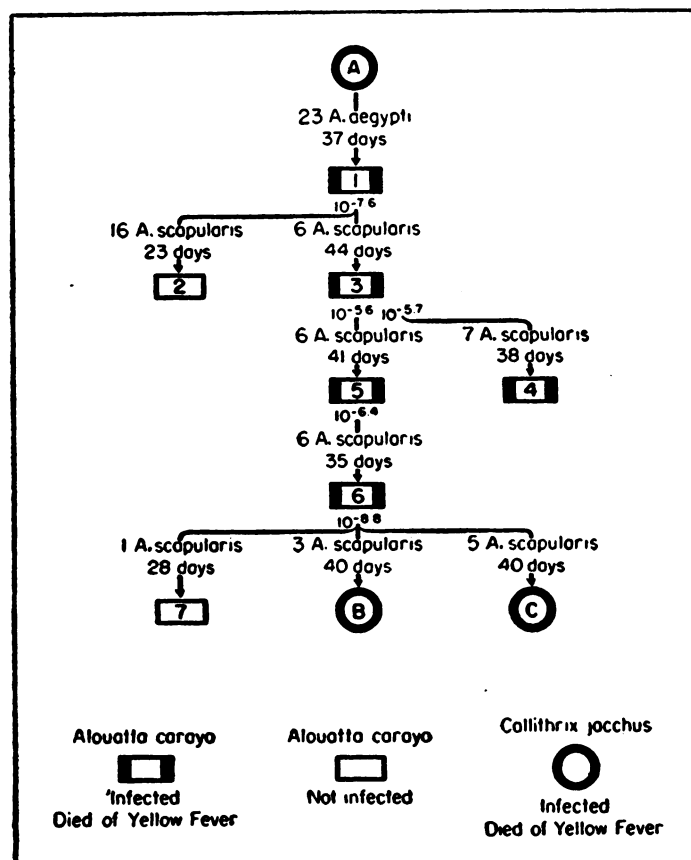 A
23 A. aegypti
37 days
1
10-7.6
16 A. scapularis 6 A. scapularis
23 days 44 days
2 3
10-5.6 10-5.7
6 A. scapularis 7 A. scapularis
41 days 38 days
5 4
10-6.4
6 A. scapularis
35 days
6
10-8.8
1 A. scapularis 3 A. scapularis 5 A. scapularis
28 days 40 days 40 days
7 B C
Alouatta caraya Alouatta caraya Callithrix jacchus
Infected Not infected Infected
Died of Yellow Fever Died of Yellow Fever